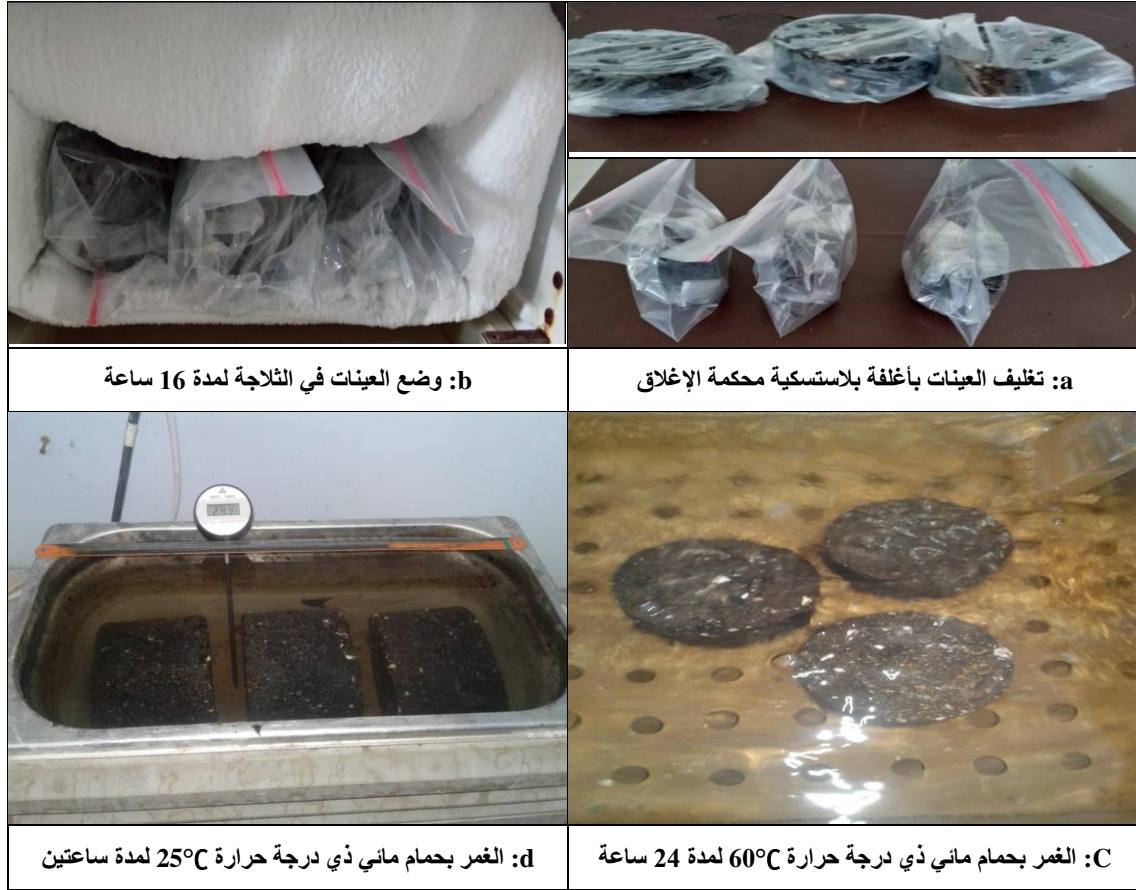 a: تغليف العينات بأغلفة بلاستسكية محكمة الإغلاق
b: وضع العينات في الثلاجة لمدة 16 ساعة
C: الغمر بحمام مائي ذي درجة حرارة 60°C لمدة 24 ساعة
d: الغمر بحمام مائي ذي درجة حرارة 25°C لمدة ساعتين